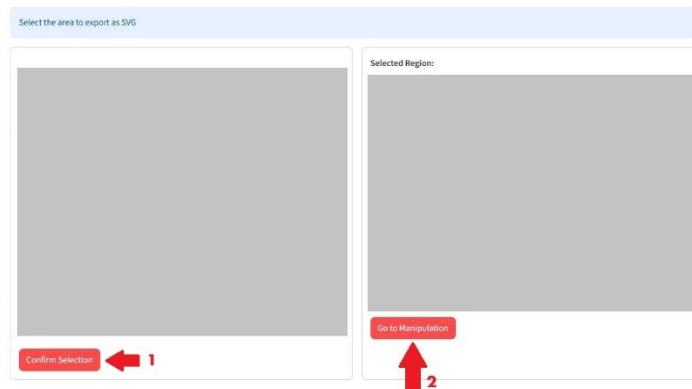 Select the area to export as SVG
Selected Region:
Go to Manipulation
Confirm Selection
1
2